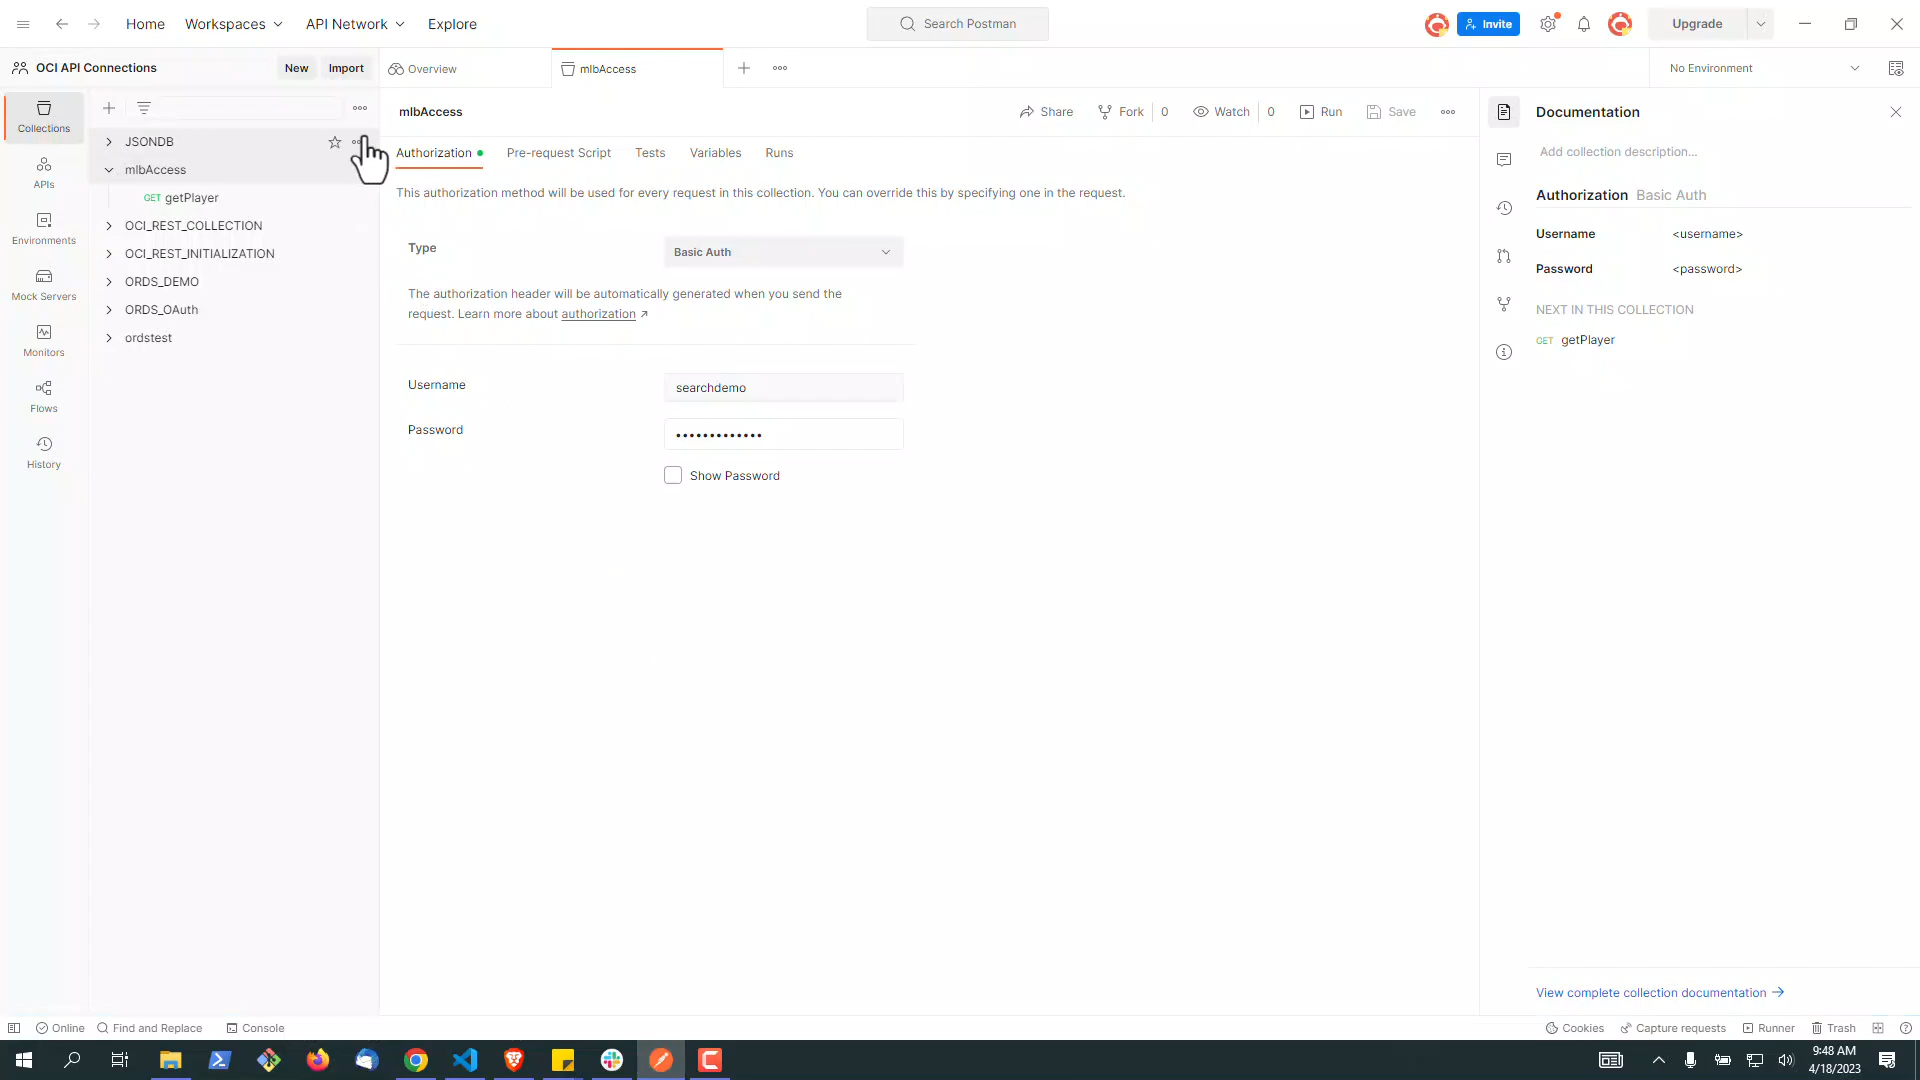 Home
Workspaces
API Network
Explore
Search Postman
Invite
Upgrade
OCI API Connections
New
Import
Overview
mlbAccess
No Environment
Collections
APIs
Environments
Mock Servers
Monitors
Flows
History
JSONDB
mlbAccess
GET getPlayer
OCI_REST_COLLECTION
OCI_REST_INITIALIZATION
ORDS_DEMO
ORDS_OAuth
ordstest
mlbAccess
Share
Fork
0
Watch
0
Run
Save
Authorization
Pre-request Script
Tests
Variables
Runs
This authorization method will be used for every request in this collection. You can override this by specifying one in the request.
Type
Basic Auth
The authorization header will be automatically generated when you send the
request. Learn more about authorization ↗
Username
searchdemo
Password
•••••••••••••
Show Password
Documentation
Add collection description...
Authorization Basic Auth
Username <username>
Password <password>
NEXT IN THIS COLLECTION
GET getPlayer
View complete collection documentation →
Online
Find and Replace
Console
Cookies
Capture requests
Runner
Trash
9:48 AM
4/18/2023